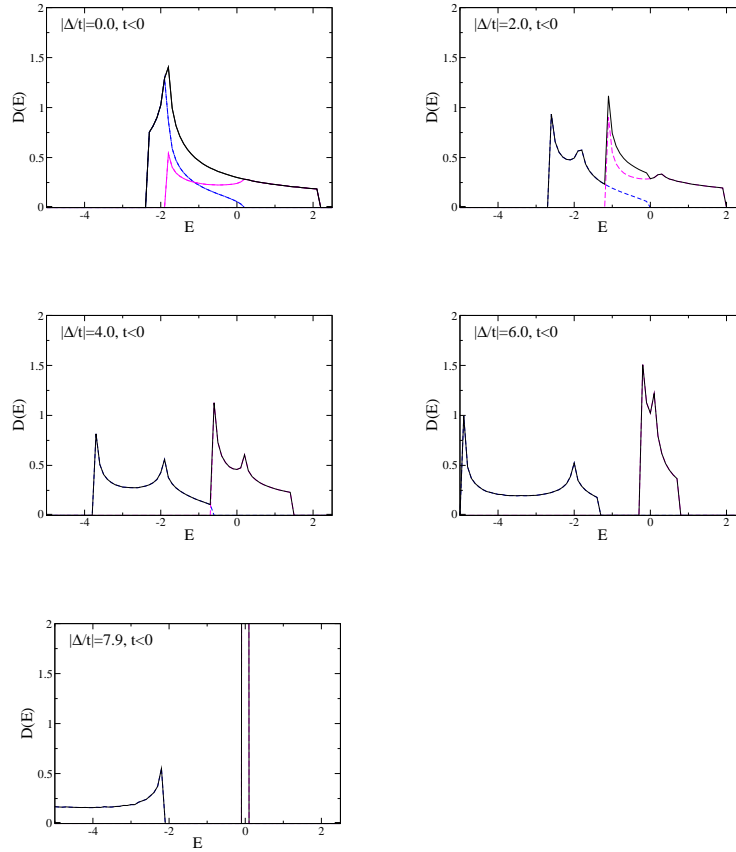 |Δ/t|=0.0, t<0
D(E)
2
1.5
1
0.5
0
-4 -2 0 2
E
|Δ/t|=2.0, t<0
D(E)
2
1.5
1
0.5
0
-4 -2 0 2
E
|Δ/t|=4.0, t<0
D(E)
2
1.5
1
0.5
0
-4 -2 0 2
E
|Δ/t|=6.0, t<0
D(E)
2
1.5
1
0.5
0
-4 -2 0 2
E
|Δ/t|=7.9, t<0
D(E)
2
1.5
1
0.5
0
-4 -2 0 2
E